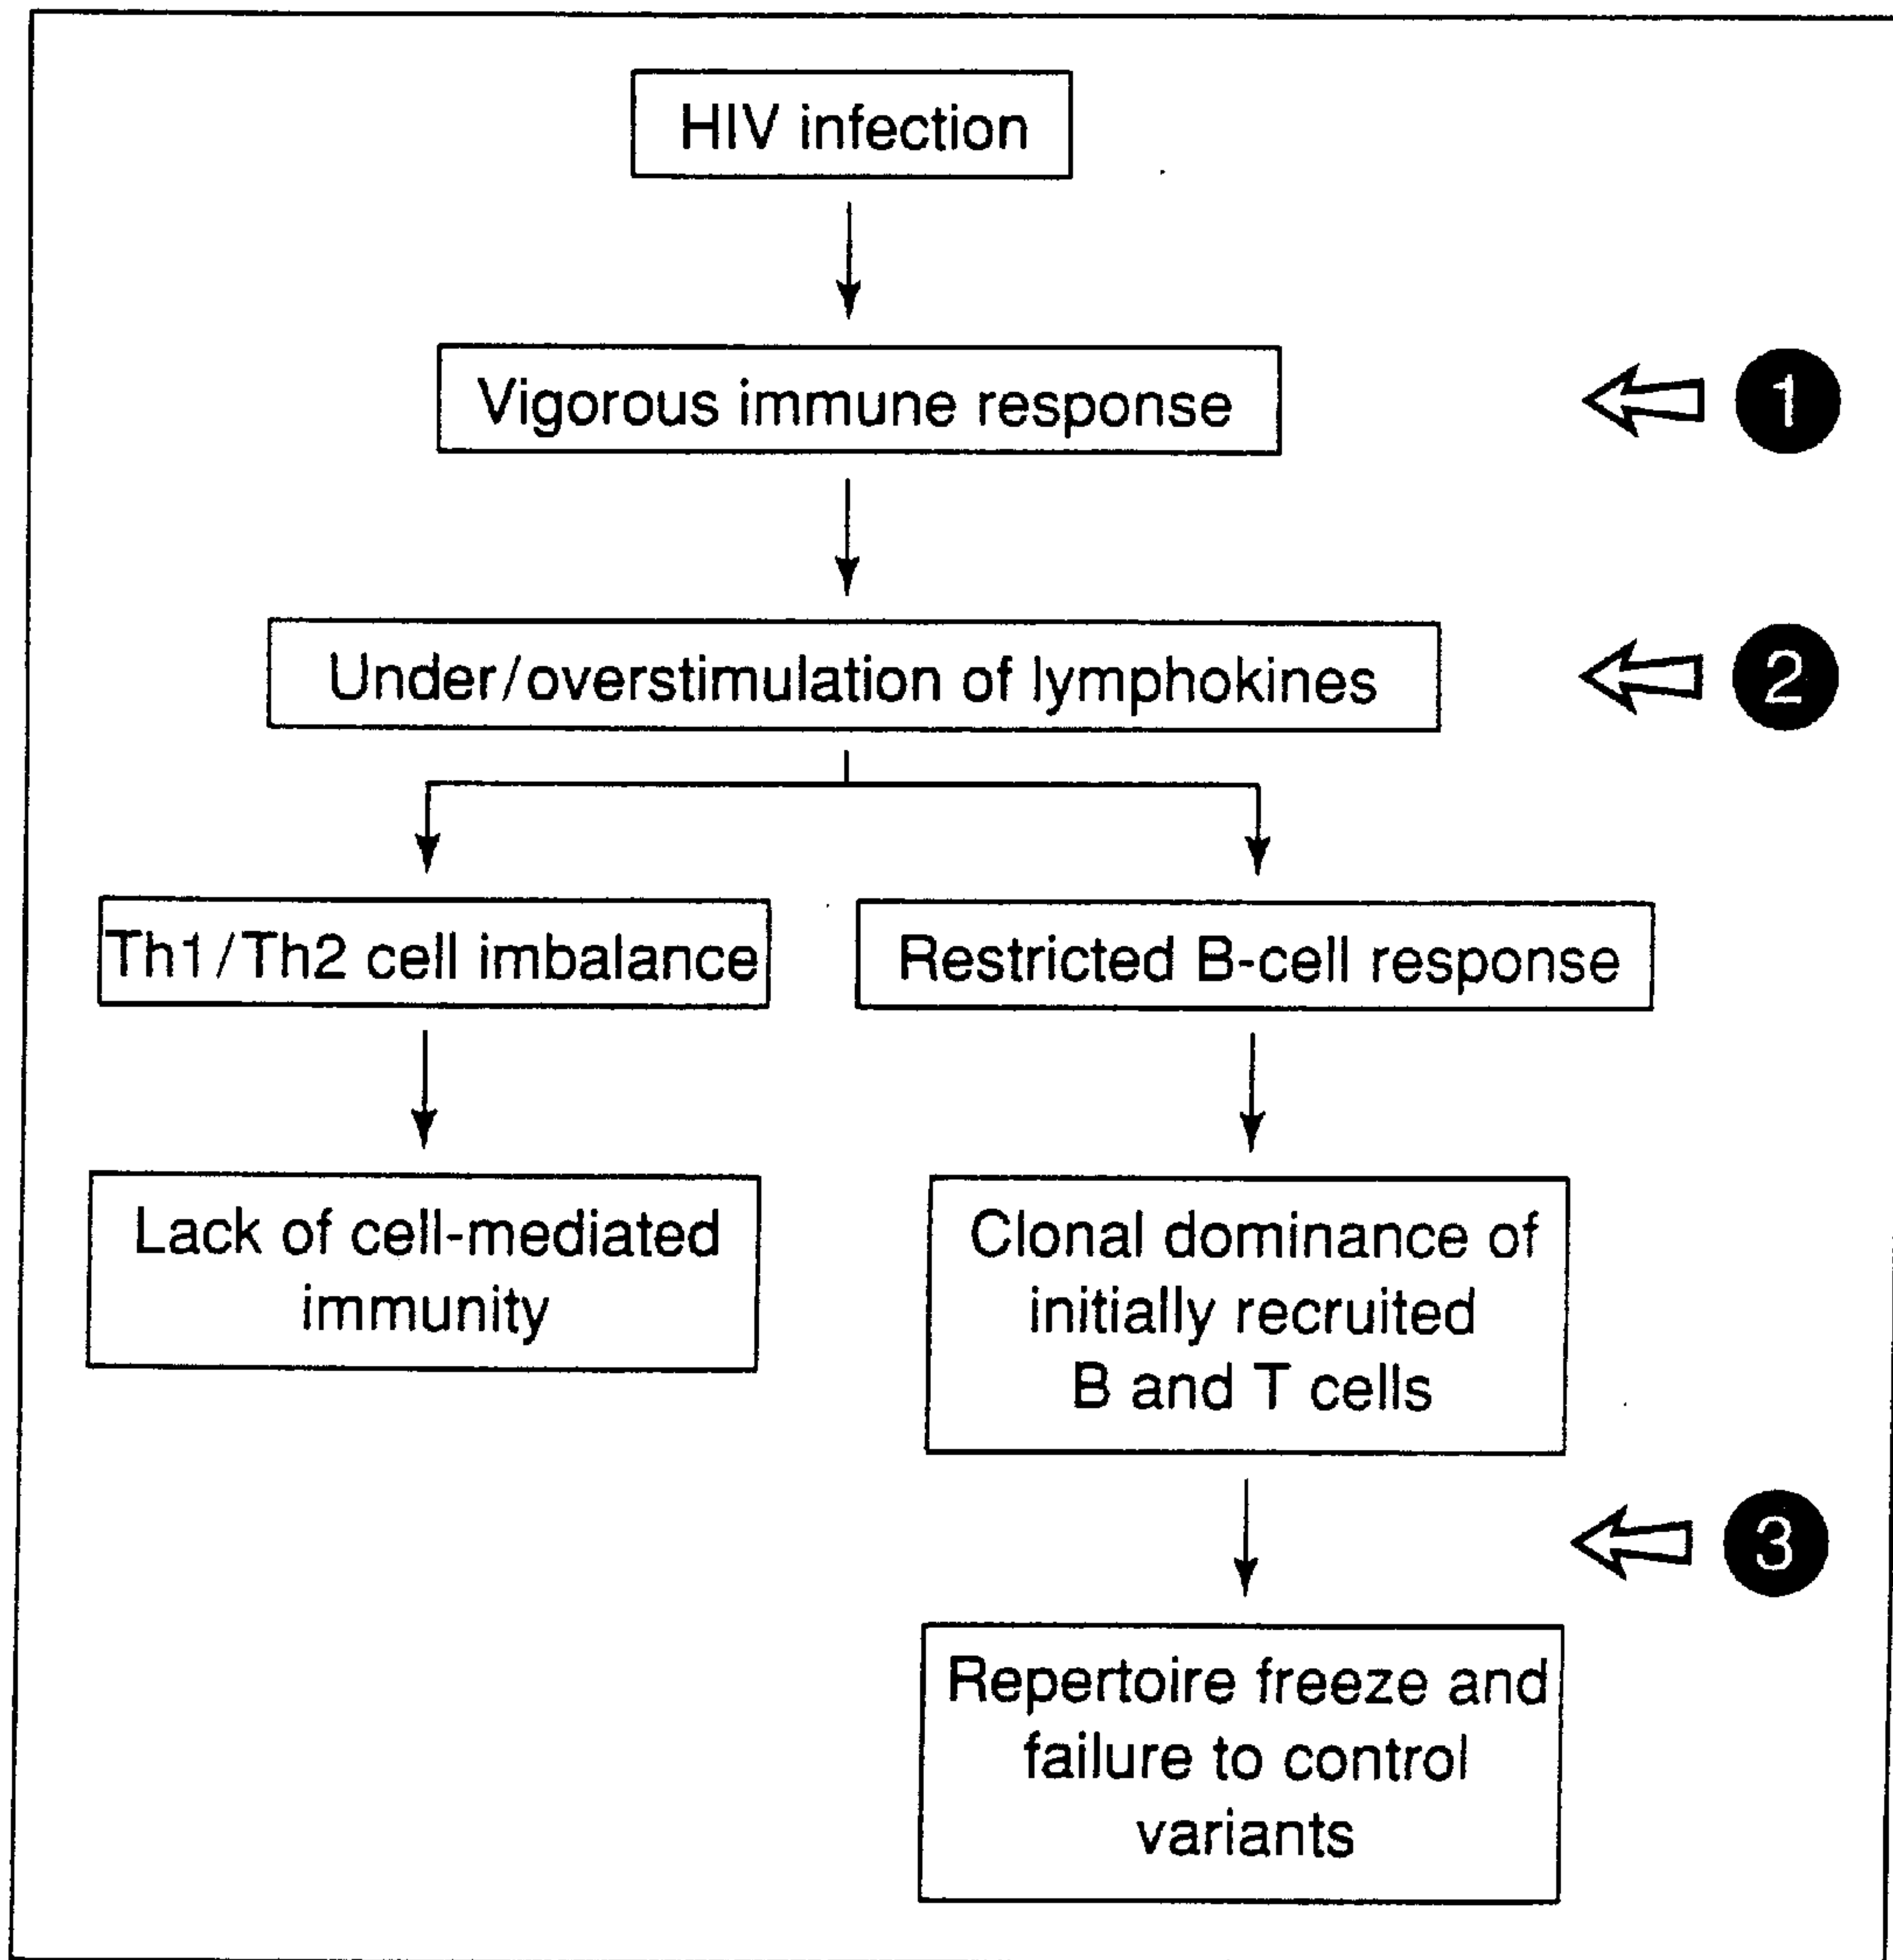 HIV infection
Vigorous immune response
1
Under/overstimulation of lymphokines
2
Th1/Th2 cell imbalance
Restricted B-cell response
Lack of cell-mediated
immunity
Clonal dominance of
initially recruited
B and T cells
3
Repertoire freeze and
failure to control
variants